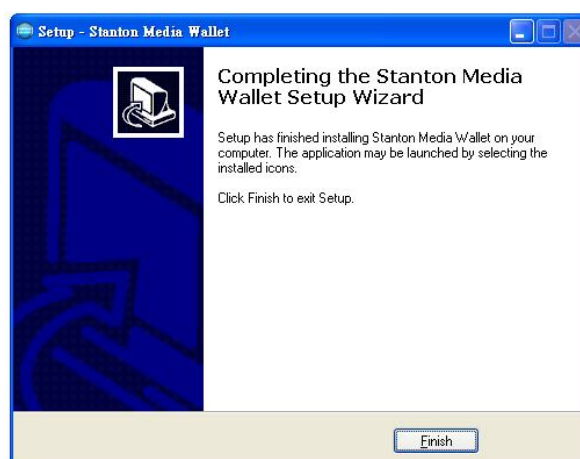 Setup - Stanton Media Wallet
Completing the Stanton Media
Wallet Setup Wizard
Setup has finished installing Stanton Media Wallet on your
computer. The application may be launched by selecting the
installed icons.
Click Finish to exit Setup.
Finish